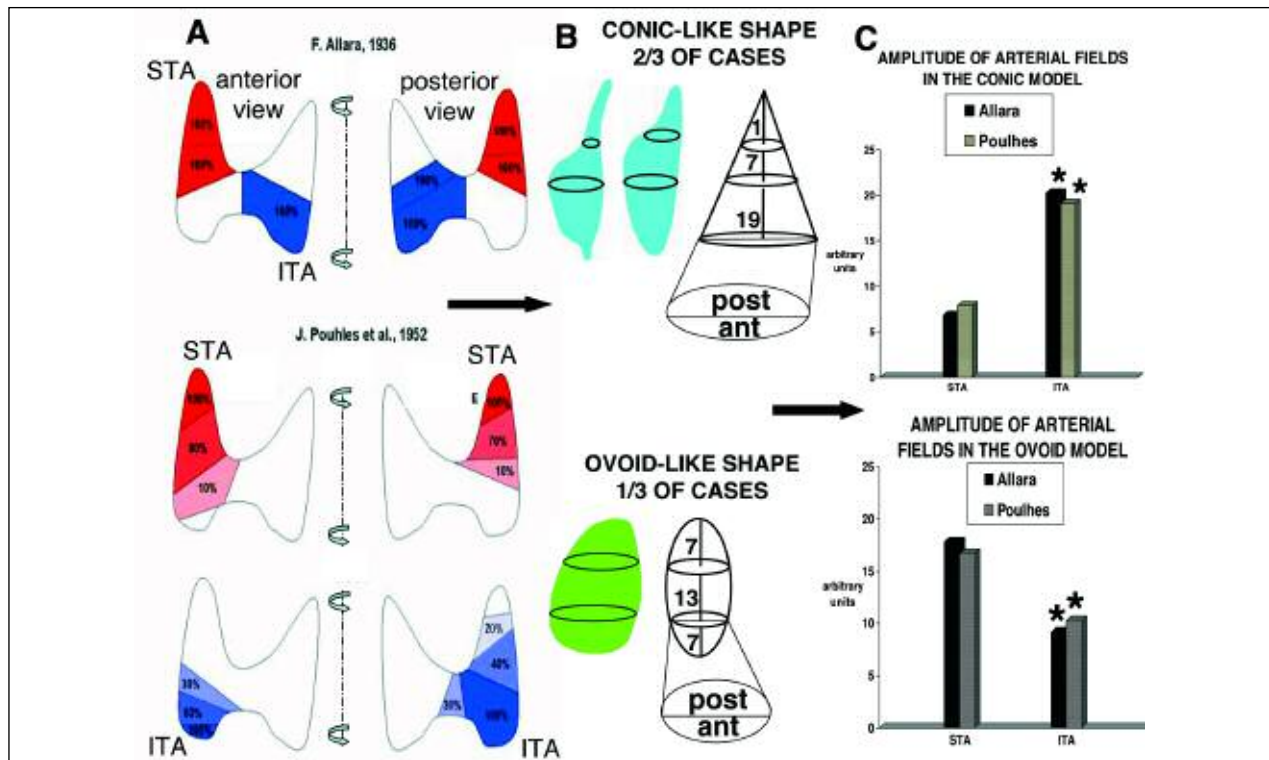 A
F. Allara, 1936
STA
anterior view
posterior view
100%
100%
100%
100%
100%
100%
ITA
J. Pouhles et al., 1952
STA
STA
E
100%
80%
10%
100%
70%
10%
30%
100%
20%
40%
30%
100%
ITA
ITA
B
CONIC-LIKE SHAPE
2/3 OF CASES
1
7
19
post
ant
OVOID-LIKE SHAPE
1/3 OF CASES
7
13
7
post
ant
C
AMPLITUDE OF ARTERIAL FIELDS
IN THE CONIC MODEL
Allara
Poulhes
25
20
15
10
5
0
arbitrary
units
* *
STA
ITA
AMPLITUDE OF ARTERIAL
FIELDS IN THE OVOID MODEL
Allara
Poulhes
25
20
15
10
5
0
arbitrary
units
* *
STA
ITA